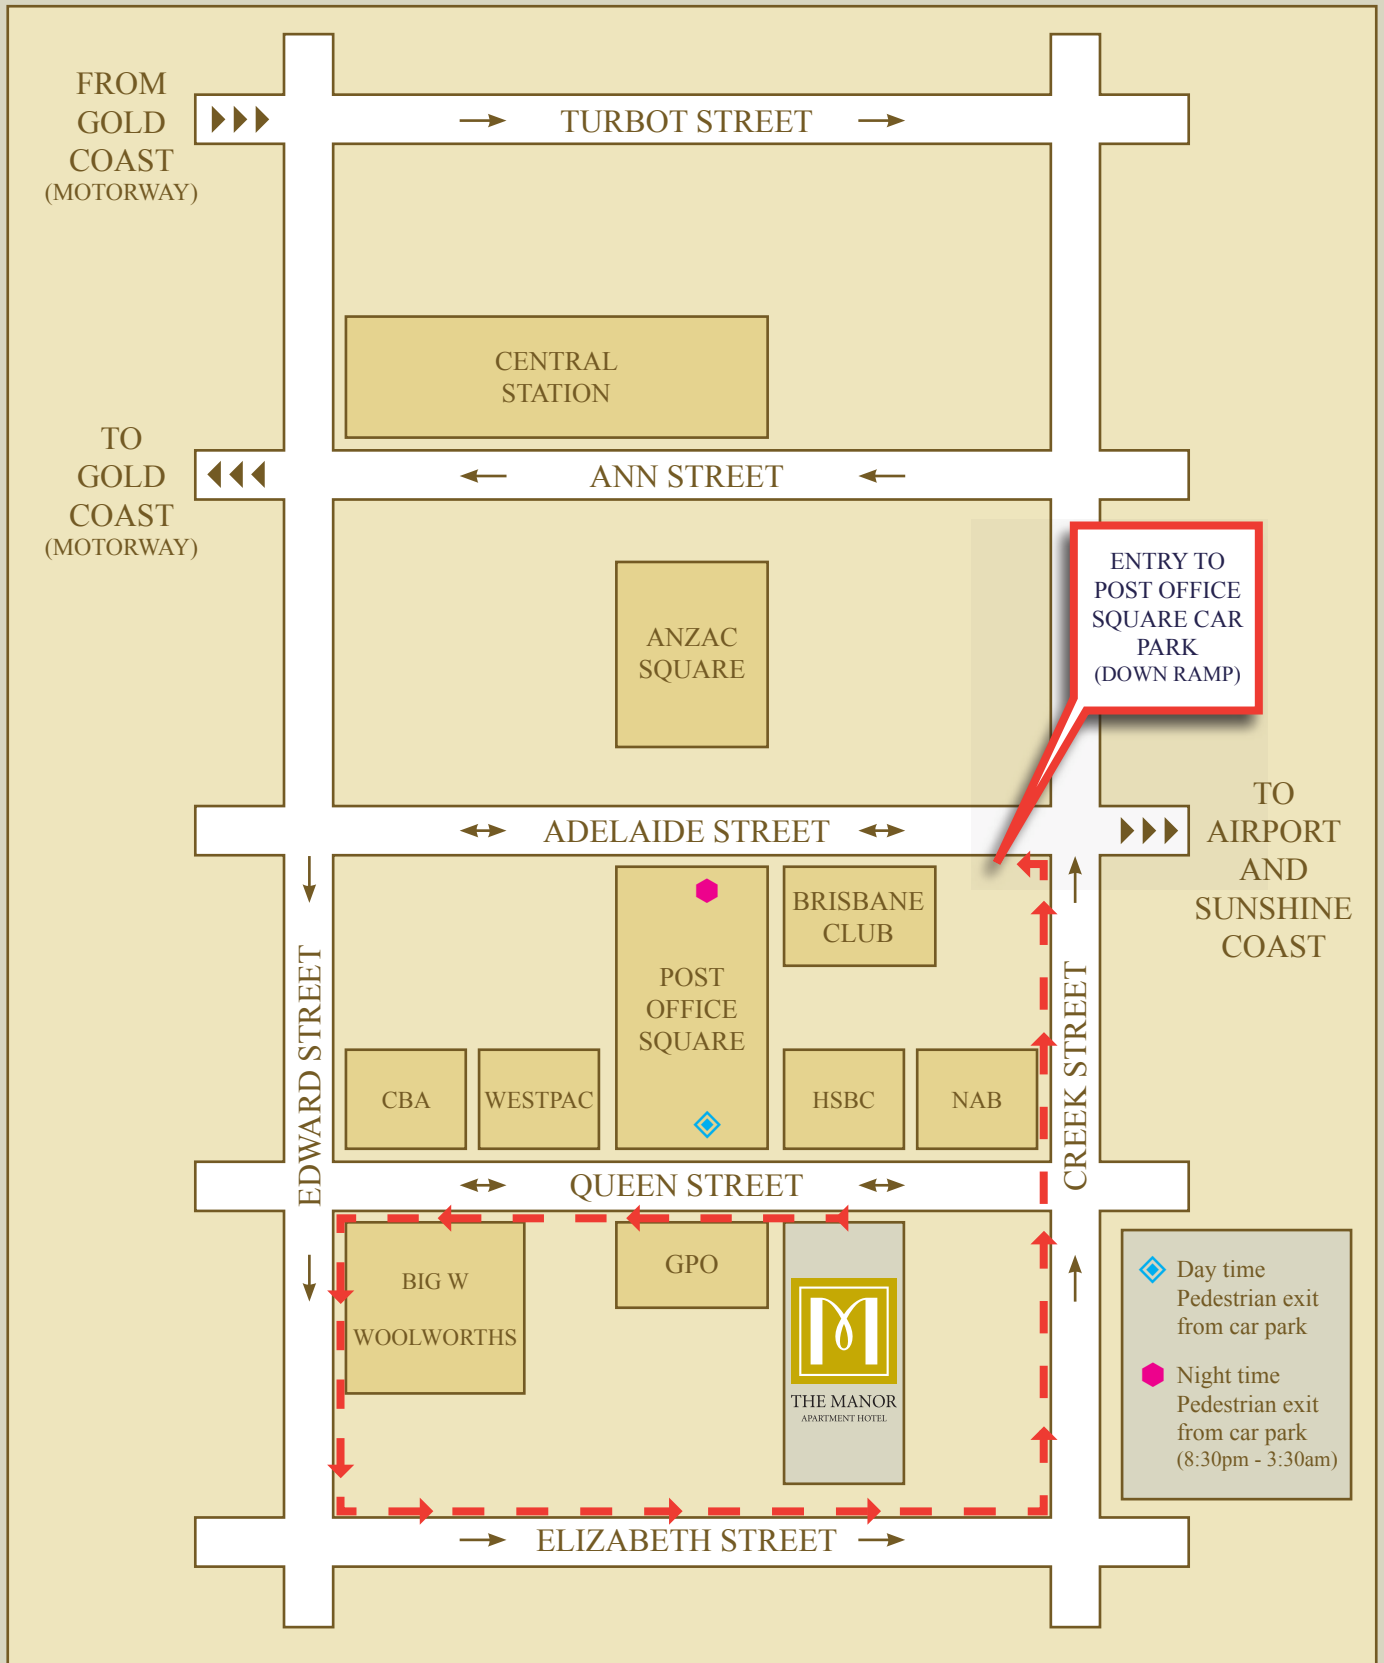 FROM
GOLD
COAST
(MOTORWAY)
TURBOT STREET
CENTRAL
STATION
TO
GOLD
COAST
(MOTORWAY)
ANN STREET
ENTRY TO
POST OFFICE
SQUARE CAR
PARK
(DOWN RAMP)
ANZAC
SQUARE
ADELAIDE STREET
TO
AIRPORT
AND
SUNSHINE
COAST
BRISBANE
CLUB
POST
OFFICE
SQUARE
EDWARD STREET
CREEK STREET
CBA
WESTPAC
HSBC
NAB
QUEEN STREET
BIG W
WOOLWORTHS
GPO
M
THE MANOR
APARTMENT HOTEL
Day time
Pedestrian exit
from car park
Night time
Pedestrian exit
from car park
(8:30pm - 3:30am)
ELIZABETH STREET